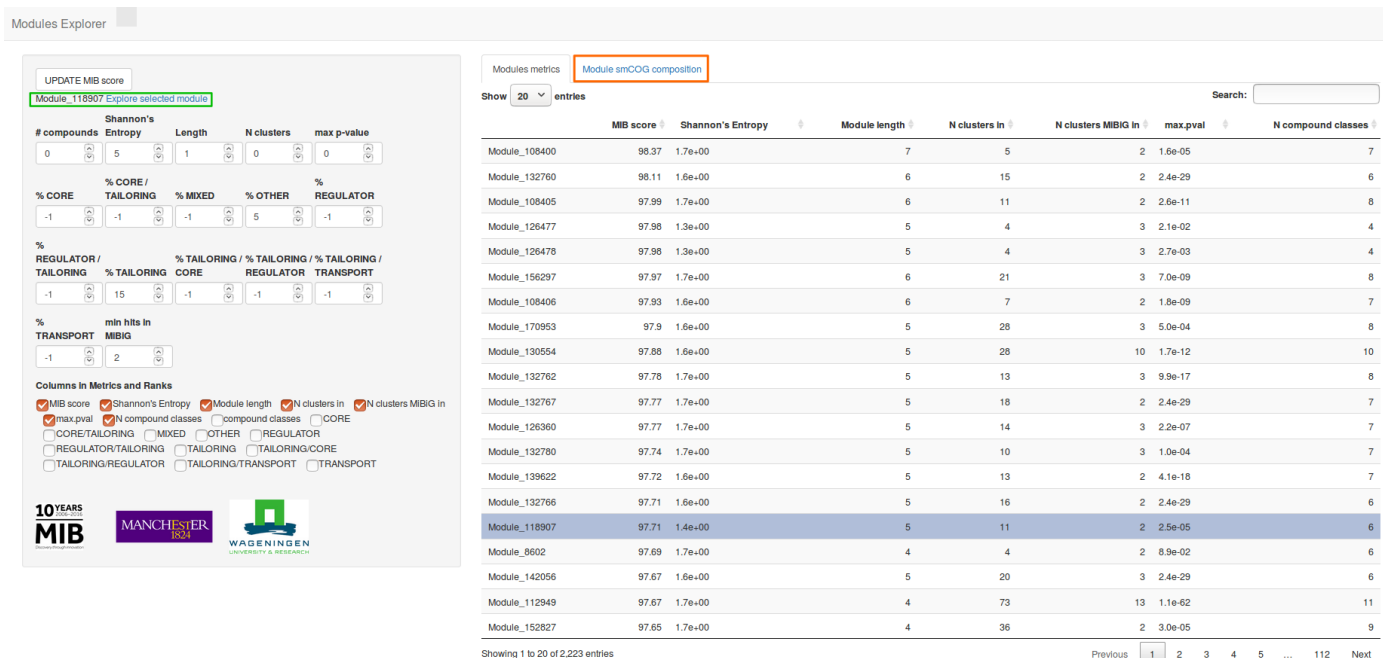 Modules Explorer
UPDATE MIB score
Module_118907 Explore selected module
# compounds Shannon's Entropy Length N clusters max p-value
0 5 1 0 0
% CORE % CORE / TAILORING % MIXED % OTHER % REGULATOR
-1 -1 -1 5 -1
% REGULATOR / TAILORING % TAILORING % TAILORING / CORE % TAILORING / REGULATOR % TAILORING / TRANSPORT
-1 15 -1 -1 -1
% TRANSPORT min hits in MIBIG
-1 2
Columns in Metrics and Ranks
MIB score Shannon's Entropy Module length N clusters in N clusters MiBiG in
max.pval N compound classes compound classes CORE
CORE/TAILORING MIXED OTHER REGULATOR
REGULATOR/TAILORING TAILORING TAILORING/CORE
TAILORING/REGULATOR TAILORING/TRANSPORT TRANSPORT
10 YEARS
2006-2016
MIB
MANCHESTER
1824
WAGENINGEN
UNIVERSITY & RESEARCH
Modules metrics Module smCOG composition
Show 20 entries Search:
MIB score Shannon's Entropy Module length N clusters in N clusters MiBiG in max.pval N compound classes
Module_108400 98.37 1.7e+00 7 5 2 1.6e-05 7
Module_132760 98.11 1.6e+00 6 15 2 2.4e-29 6
Module_108405 97.99 1.7e+00 6 11 2 2.6e-11 8
Module_126477 97.98 1.3e+00 5 4 3 2.1e-02 4
Module_126478 97.98 1.3e+00 5 4 3 2.7e-03 4
Module_156297 97.97 1.7e+00 6 21 3 7.0e-09 8
Module_108406 97.93 1.6e+00 6 7 2 1.8e-09 7
Module_170953 97.9 1.6e+00 5 28 3 5.0e-04 8
Module_130554 97.88 1.6e+00 5 28 10 1.7e-12 10
Module_132762 97.78 1.7e+00 5 13 3 9.9e-17 8
Module_132767 97.77 1.7e+00 5 18 2 2.4e-29 7
Module_126360 97.77 1.7e+00 5 14 3 2.2e-07 7
Module_132780 97.74 1.7e+00 5 10 3 1.0e-04 7
Module_139622 97.72 1.6e+00 5 13 2 4.1e-18 7
Module_132766 97.71 1.6e+00 5 16 2 2.4e-29 6
Module_118907 97.71 1.4e+00 5 11 2 2.5e-05 6
Module_8602 97.69 1.7e+00 4 4 2 8.9e-02 6
Module_142056 97.67 1.6e+00 5 20 3 2.4e-29 6
Module_112949 97.67 1.7e+00 4 73 13 1.1e-62 11
Module_152827 97.65 1.7e+00 4 36 2 3.0e-05 9
Showing 1 to 20 of 2,223 entries Previous 1 2 3 4 5 ... 112 Next